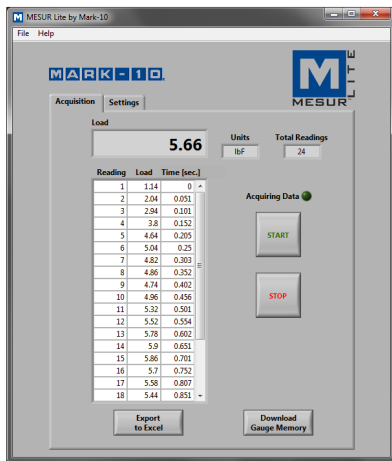 MESUR Lite by Mark-10
File Help
MARK-10
M
MESUR
LITE
Acquisition Settings
Load
5.66
Units
lbF
Total Readings
24
Reading Load Time [sec.]
1 1.14 0
2 2.04 0.051
3 2.94 0.101
4 3.8 0.152
5 4.64 0.205
6 5.04 0.25
7 4.82 0.303
8 4.86 0.352
9 4.74 0.402
10 4.96 0.456
11 5.32 0.501
12 5.52 0.554
13 5.78 0.602
14 5.9 0.651
15 5.86 0.701
16 5.7 0.752
17 5.58 0.807
18 5.44 0.851
Acquiring Data
START
STOP
Export
to Excel
Download
Gauge Memory